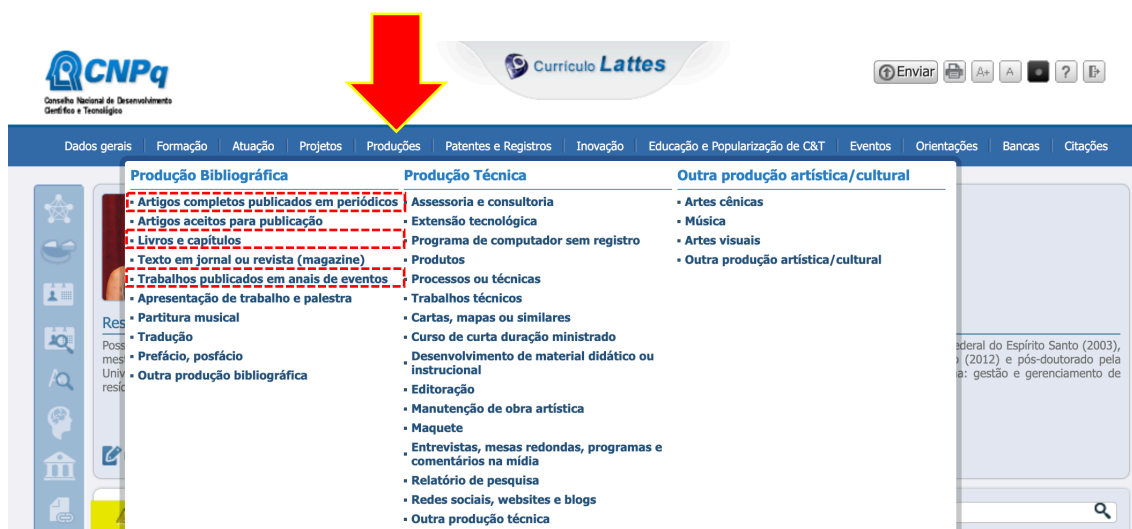 CNPq
Conselho Nacional de Desenvolvimento
Científico e Tecnológico
Currículo Lattes
Enviar
A+
A
?
Dados gerais Formação Atuação Projetos Produções Patentes e Registros Inovação Educação e Popularização de C&T Eventos Orientações Bancas Citações
Produção Bibliográfica
Artigos completos publicados em periódicos
Artigos aceitos para publicação
Livros e capítulos
Texto em jornal ou revista (magazine)
Trabalhos publicados em anais de eventos
Apresentação de trabalho e palestra
Partitura musical
Tradução
Prefácio, posfácio
Outra produção bibliográfica
Produção Técnica
Assessoria e consultoria
Extensão tecnológica
Programa de computador sem registro
Produtos
Processos ou técnicas
Trabalhos técnicos
Cartas, mapas ou similares
Curso de curta duração ministrado
Desenvolvimento de material didático ou
instrucional
Editoração
Manutenção de obra artística
Maquete
Entrevistas, mesas redondas, programas e
comentários na mídia
Relatório de pesquisa
Redes sociais, websites e blogs
Outra produção técnica
Outra produção artística/cultural
Artes cênicas
Música
Artes visuais
Outra produção artística/cultural
Res
Poss
mes
Univ
resíd
ederal do Espírito Santo (2003),
(2012) e pós-doutorado pela
a: gestão e gerenciamento de